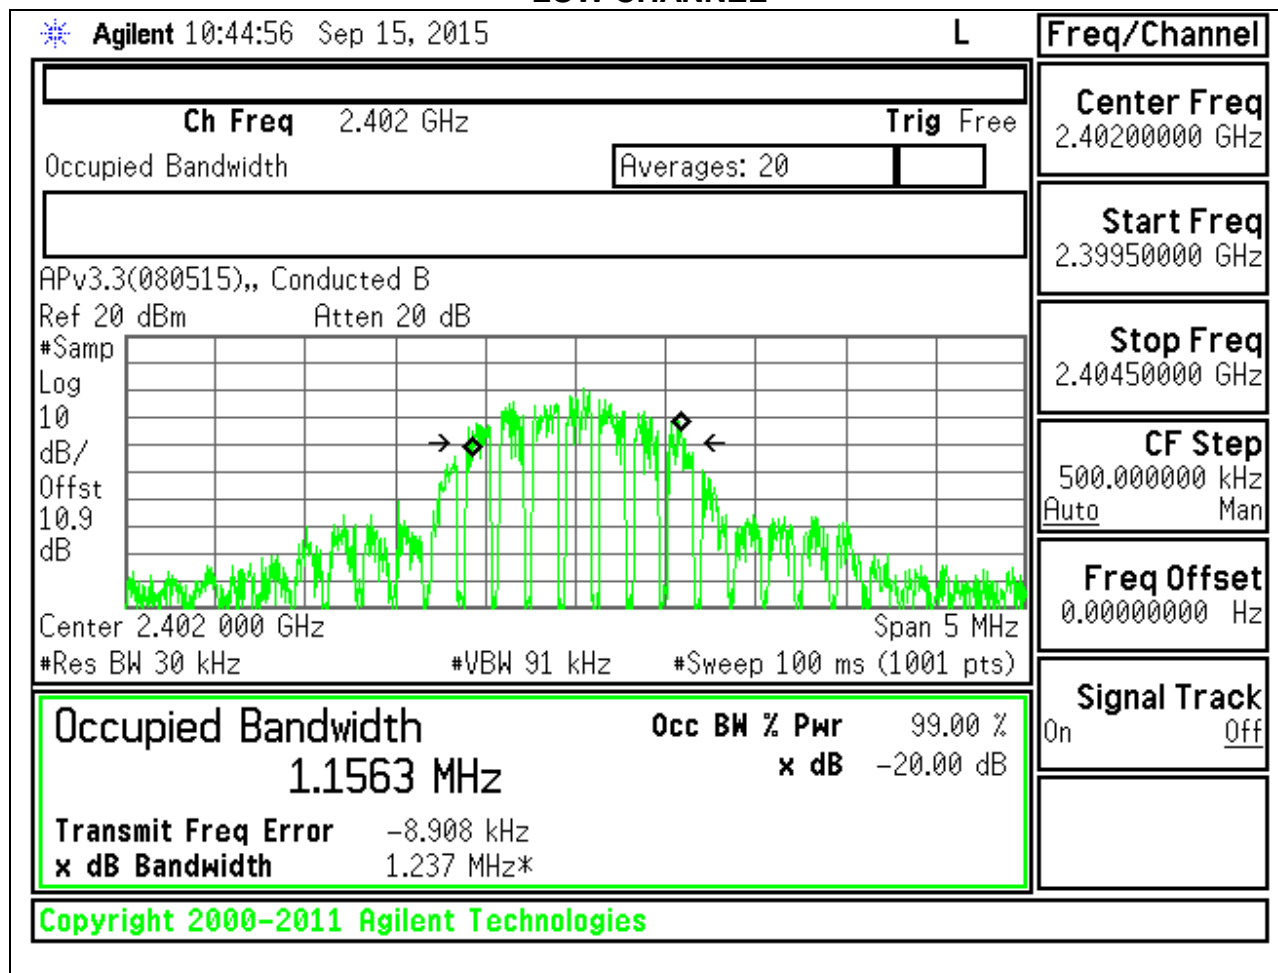 LOW CHANNEL
Agilent 10:44:56 Sep 15, 2015 L
Freq/Channel
Ch Freq 2.402 GHz Trig Free
Occupied Bandwidth Averages: 20
APv3.3(080515),, Conducted B
Ref 20 dBm Atten 20 dB
#Samp
Log
10
dB/
Offst
10.9
dB
Center 2.402 000 GHz Span 5 MHz
#Res BW 30 kHz #VBW 91 kHz #Sweep 100 ms (1001 pts)
Occupied Bandwidth Occ BW % Pwr 99.00 %
1.1563 MHz x dB -20.00 dB
Transmit Freq Error -8.908 kHz
x dB Bandwidth 1.237 MHz*
Center Freq
2.40200000 GHz
Start Freq
2.39950000 GHz
Stop Freq
2.40450000 GHz
CF Step
500.000000 kHz
Auto Man
Freq Offset
0.00000000 Hz
Signal Track
On Off
Copyright 2000-2011 Agilent Technologies